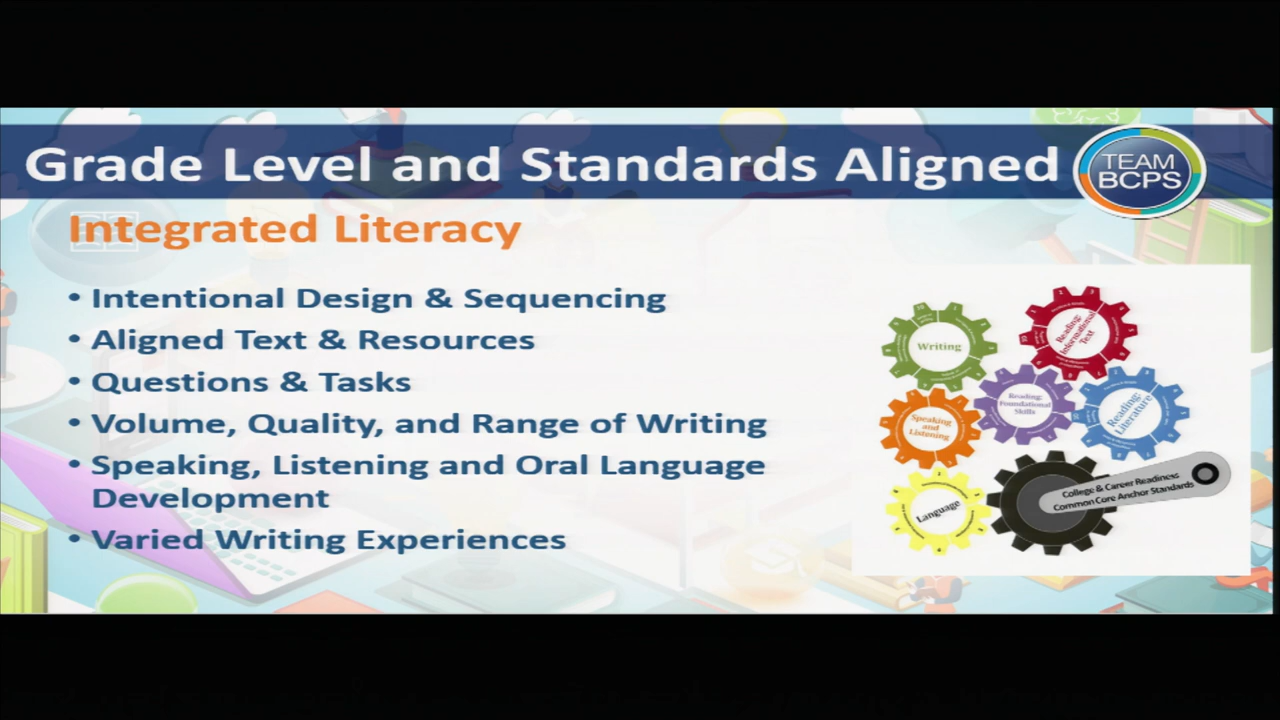 Grade Level and Standards Aligned
TEAM
BCPS
Integrated Literacy
• Intentional Design & Sequencing
• Aligned Text & Resources
• Questions & Tasks
• Volume, Quality, and Range of Writing
• Speaking, Listening and Oral Language
Development
• Varied Writing Experiences
Writing
Reading:
Informational
Text
Reading:
Foundational
Skills
Reading:
Literature
Speaking
and
Listening
Language
College & Career Readiness
Common Core Anchor Standards